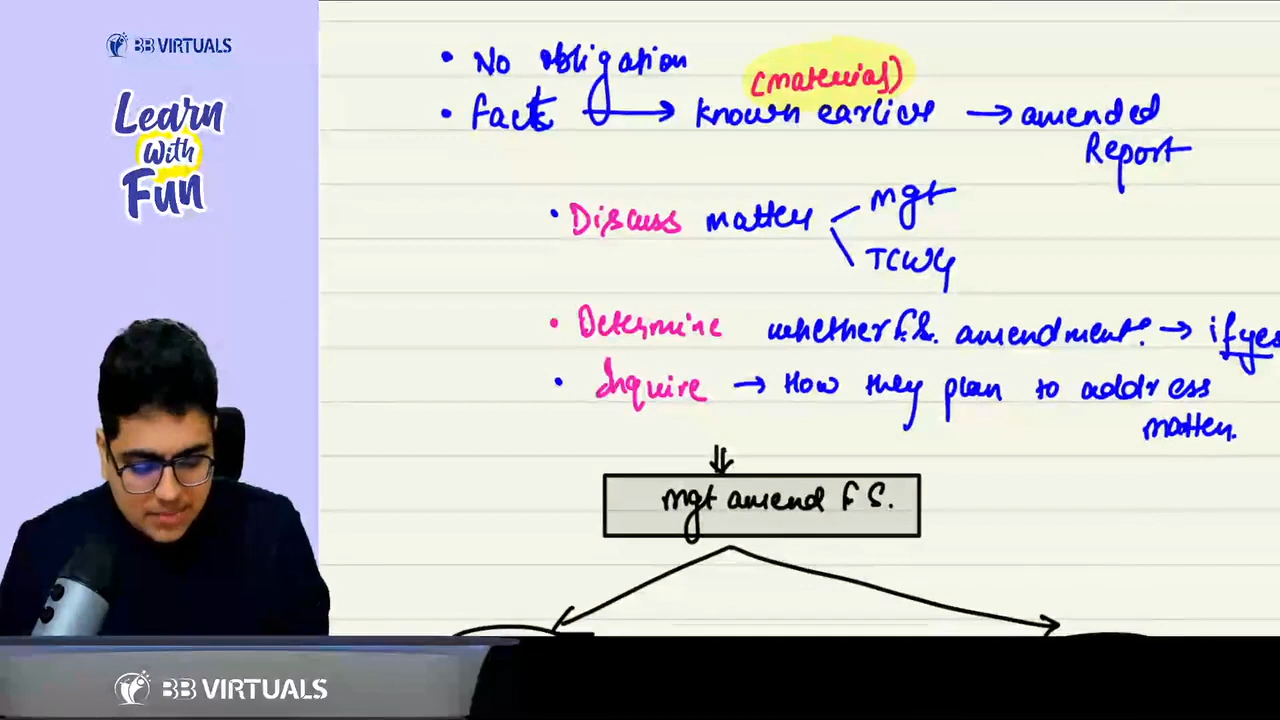 BB VIRTUALS
Learn
With
Fun
• No obligation
(material)
• fact → known earlier → amended
Report
• Discuss matter mgt
TCWG
• Determine whether F.S. amendment? → if yes
• Inquire → How they plan to address
matter.
mgt amend F S.
BB VIRTUALS